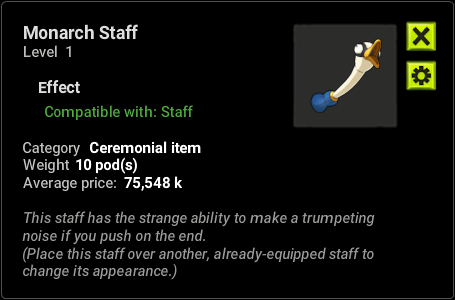 Monarch Staff
Level 1
Effect
Compatible with: Staff
Category Ceremonial item
Weight 10 pod(s)
Average price: 75,548 k
This staff has the strange ability to make a trumpeting
noise if you push on the end.
(Place this staff over another, already-equipped staff to
change its appearance.)